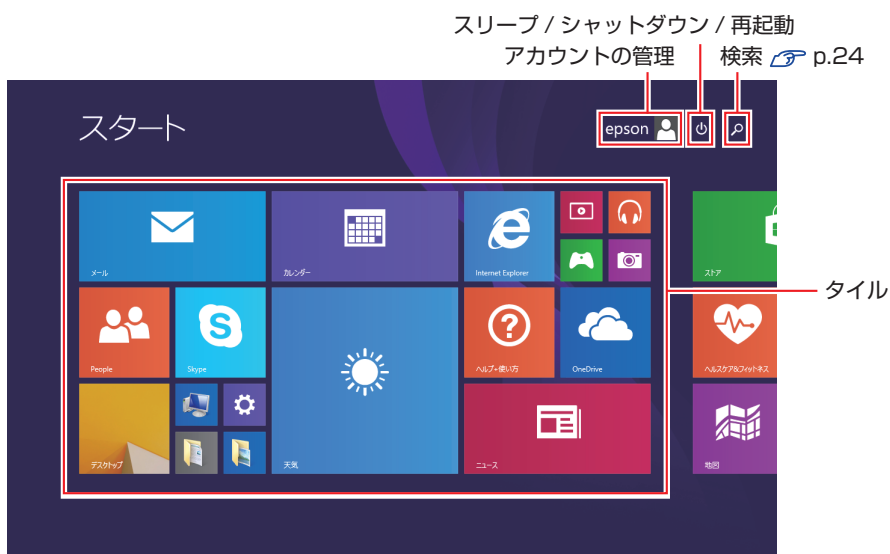 スリープ / シャットダウン / 再起動
アカウントの管理 検索 p.24
スタート
epson
メール
カレンダー
Internet Explorer
ストア
タイル
People
Skype
ヘルプ+使い方
OneDrive
ヘルスケア&フィットネス
デスクトップ
天気
ニュース
地図